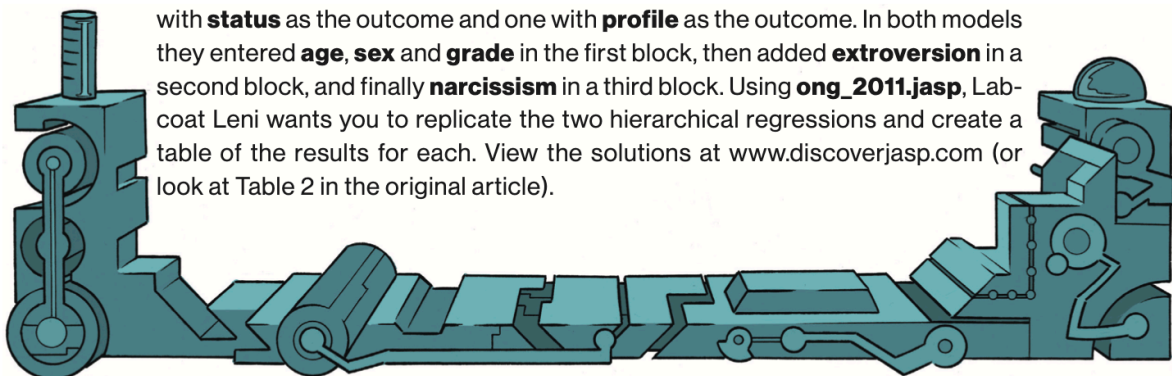 with status as the outcome and one with profile as the outcome. In both models
they entered age, sex and grade in the first block, then added extroversion in a
second block, and finally narcissism in a third block. Using ong_2011.jasp, Lab-
coat Leni wants you to replicate the two hierarchical regressions and create a
table of the results for each. View the solutions at www.discoverjasp.com (or
look at Table 2 in the original article).